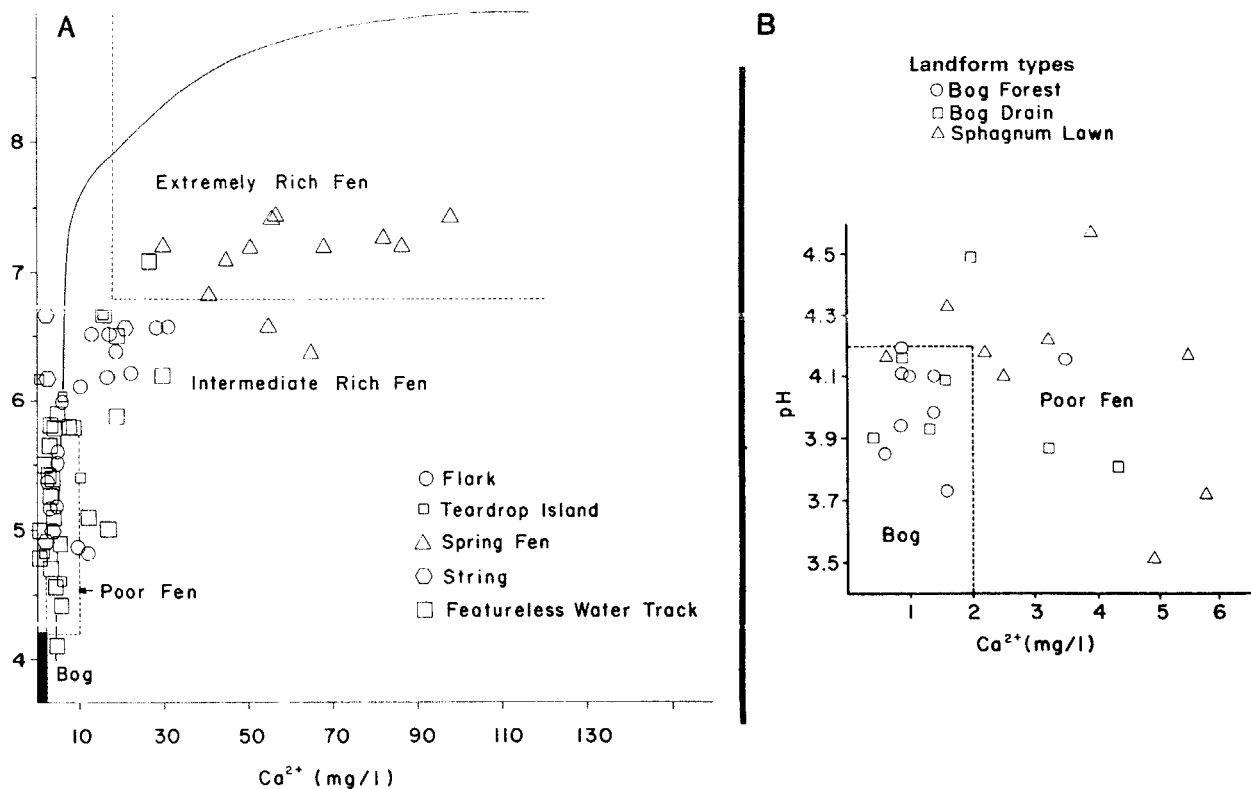 A
8
7
6
5
4
Extremely Rich Fen
Intermediate Rich Fen
Flark
Teardrop Island
Spring Fen
String
Featureless Water Track
Poor Fen
Bog
10 30 50 70 90 110 130
Ca²⁺ (mg/l)
B
Landform types
Bog Forest
Bog Drain
Sphagnum Lawn
pH
4.5
4.3
4.1
3.9
3.7
3.5
Poor Fen
Bog
1 2 3 4 5 6
Ca²⁺(mg/l)